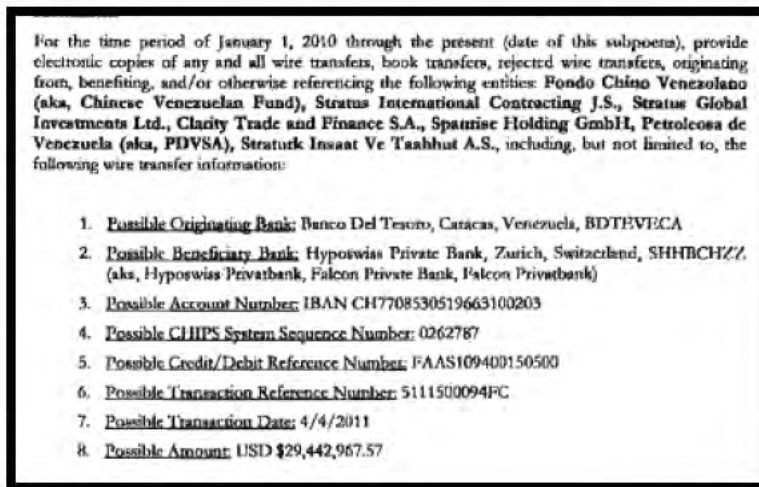 For the time period of January 1, 2010 through the present (date of this subpoena), provide
electronic copies of any and all wire transfers, book transfers, rejected wire transfers, originating
from, benefiting, and/or otherwise referencing the following entities: Fondo Chino Venezolano
(aka, Chinese Venezuelan Fund), Stratus International Contracting J.S., Stratus Global
Investments Ltd., Clarity Trade and Finance S.A., Spaurise Holding GmbH, Petroleosa de
Venezuela (aka, PDVSA), Straturk Insaat Ve Taahhut A.S., including, but not limited to, the
following wire transfer information:
1. Possible Originating Bank: Banco Del Tesoro, Caracas, Venezuela, BDTEVECA
2. Possible Beneficiary Bank: Hyposwiss Private Bank, Zurich, Switzerland, SHHBCHZZ
(aka, Hyposwiss Privatbank, Falcon Private Bank, Falcon Privatbank)
3. Possible Account Number: IBAN CH7708530519663100203
4. Possible CHIPS System Sequence Number: 0262787
5. Possible Credit/Debit Reference Number: FAAS109400150500
6. Possible Transaction Reference Number: 5111500094FC
7. Possible Transaction Date: 4/4/2011
8. Possible Amount: USD $29,442,967.57